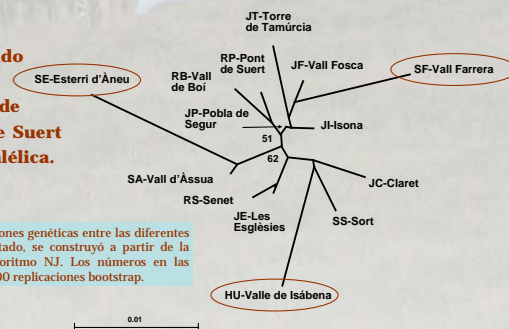 do
de
e Suert
lélica.
JT-Torre
de Tamúrcia
RP-Pont
de Suert
JF-Vall Fosca
SF-Vall Farrera
SE-Esterri d'Àneu
RB-Vall
de Boí
JP-Pobla de
Segur
JI-Isona
51
62
SA-Vall d'Àssua
RS-Senet
JC-Claret
JE-Les
Esglèsies
SS-Sort
HU-Valle de Isábena
ones genéticas entre las diferentes
tado, se construyó a partir de la
oritmo NJ. Los números en las
00 replicaciones bootstrap.
0.01